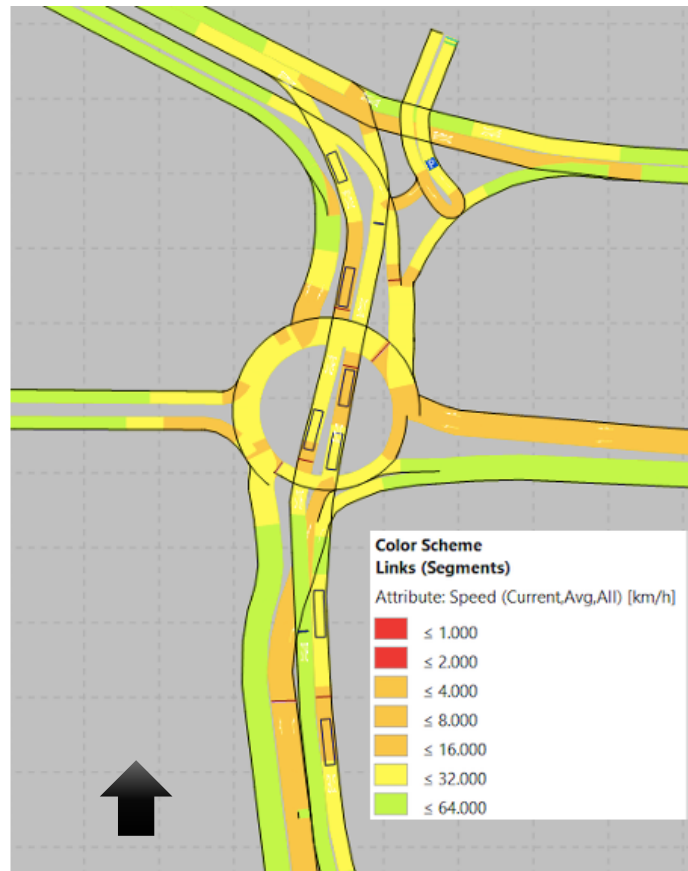 Color Scheme
Links (Segments)
Attribute: Speed (Current,Avg,All) [km/h]
≤ 1.000
≤ 2.000
≤ 4.000
≤ 8.000
≤ 16.000
≤ 32.000
≤ 64.000